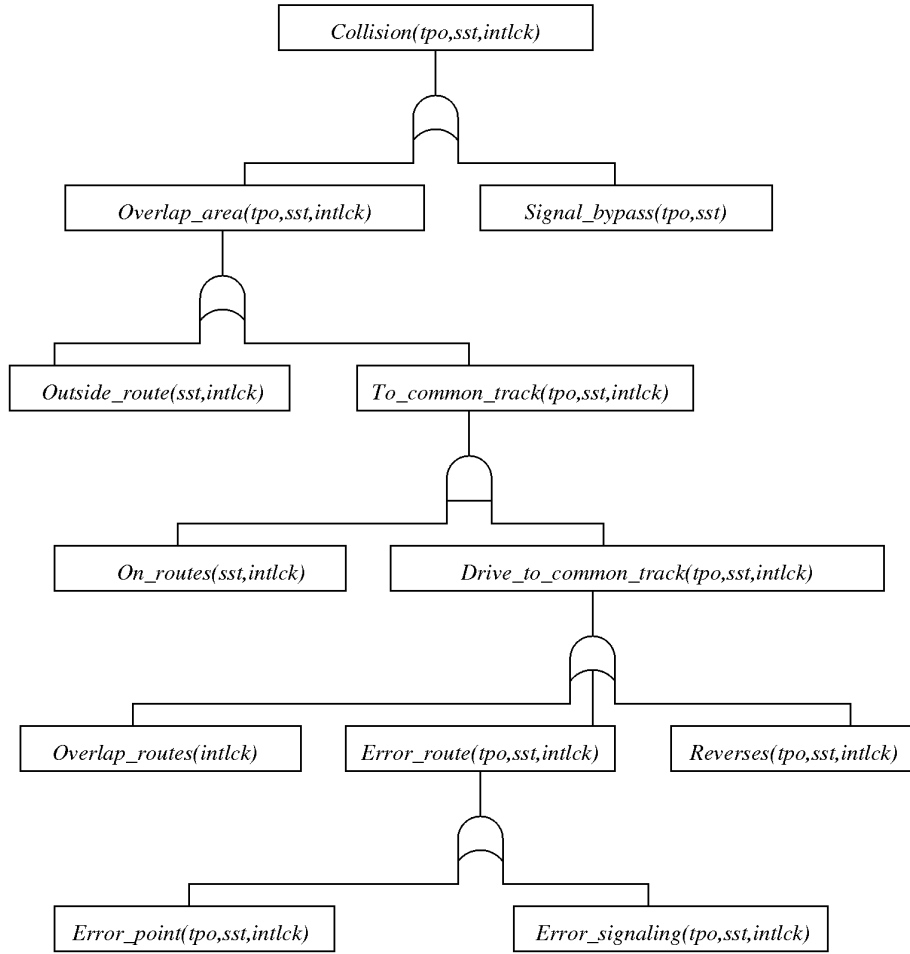 Collision(tpo,sst,intlck)
Overlap_area(tpo,sst,intlck)
Signal_bypass(tpo,sst)
Outside_route(sst,intlck)
To_common_track(tpo,sst,intlck)
On_routes(sst,intlck)
Drive_to_common_track(tpo,sst,intlck)
Overlap_routes(intlck)
Error_route(tpo,sst,intlck)
Reverses(tpo,sst,intlck)
Error_point(tpo,sst,intlck)
Error_signaling(tpo,sst,intlck)